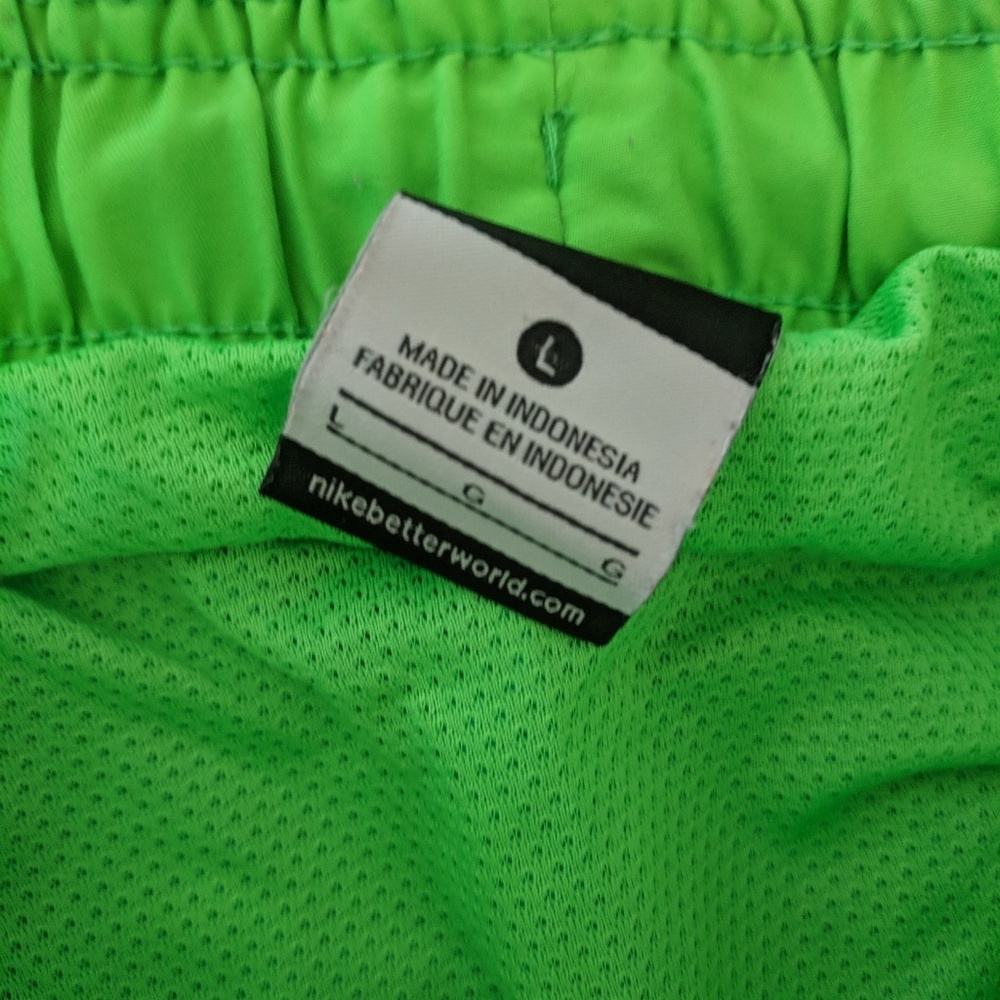 L
MADE IN INDONESIA
FABRIQUE EN INDONESIE
L
G
G
nikebetterworld.com